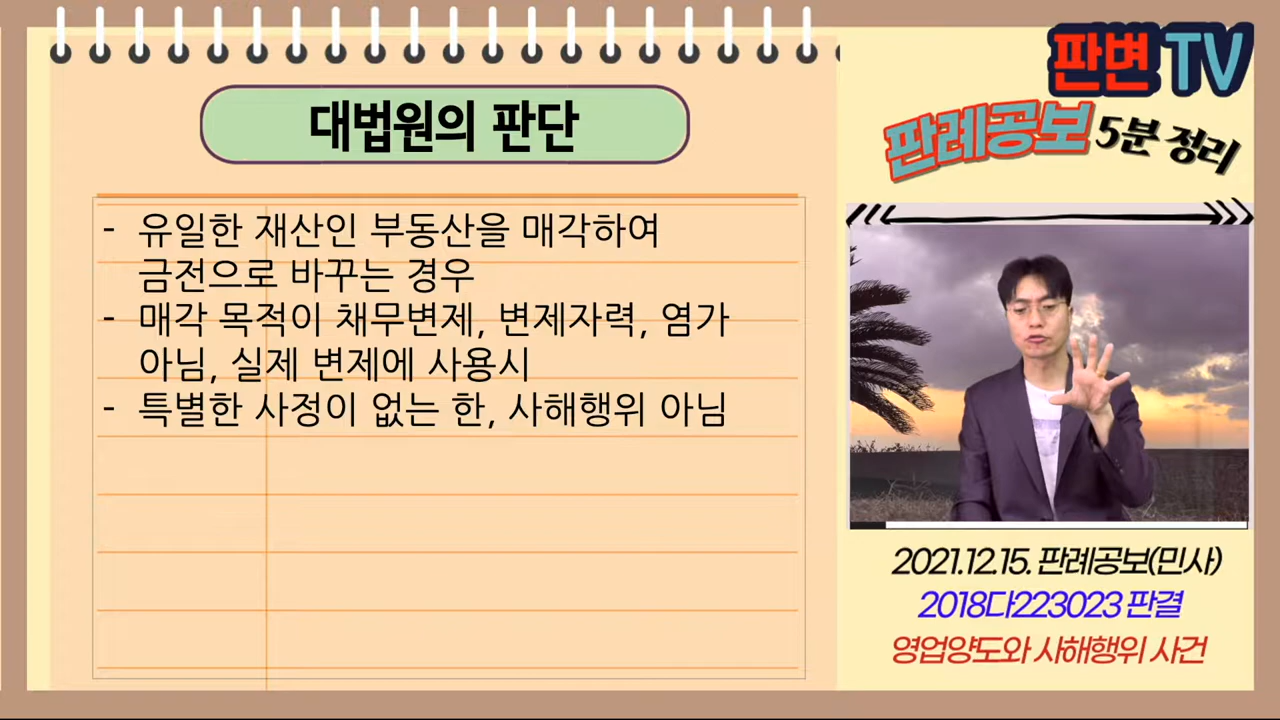 대법원의 판단
- 유일한 재산인 부동산을 매각하여
금전으로 바꾸는 경우
- 매각 목적이 채무변제, 변제자력, 염가
아님, 실제 변제에 사용시
- 특별한 사정이 없는 한, 사해행위 아님
판변 TV
판례공보 5분 정리
2021.12.15. 판례공보(민사)
2018다223023 판결
영업양도와 사해행위 사건